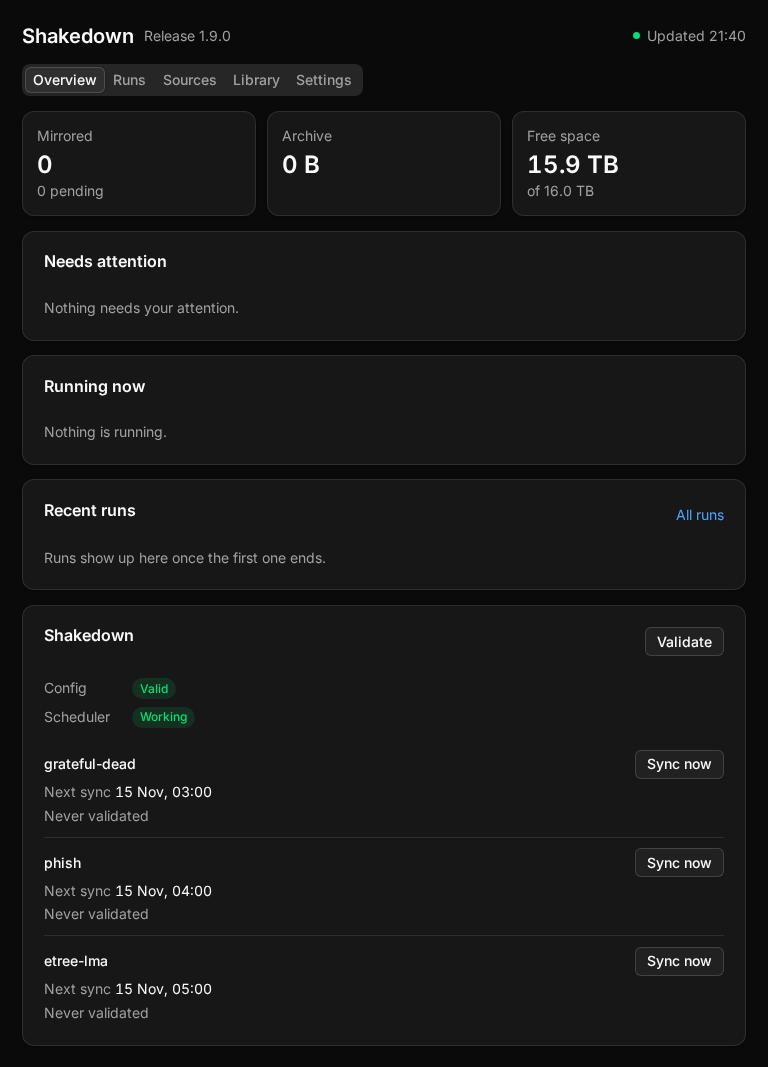 Shakedown Release 1.9.0 Updated 21:40
Overview Runs Sources Library Settings
Mirrored
0
0 pending
Archive
0 B
Free space
15.9 TB
of 16.0 TB
Needs attention
Nothing needs your attention.
Running now
Nothing is running.
Recent runs All runs
Runs show up here once the first one ends.
Shakedown Validate
Config Valid
Scheduler Working
grateful-dead Sync now
Next sync 15 Nov, 03:00
Never validated
phish Sync now
Next sync 15 Nov, 04:00
Never validated
etree-lma Sync now
Next sync 15 Nov, 05:00
Never validated